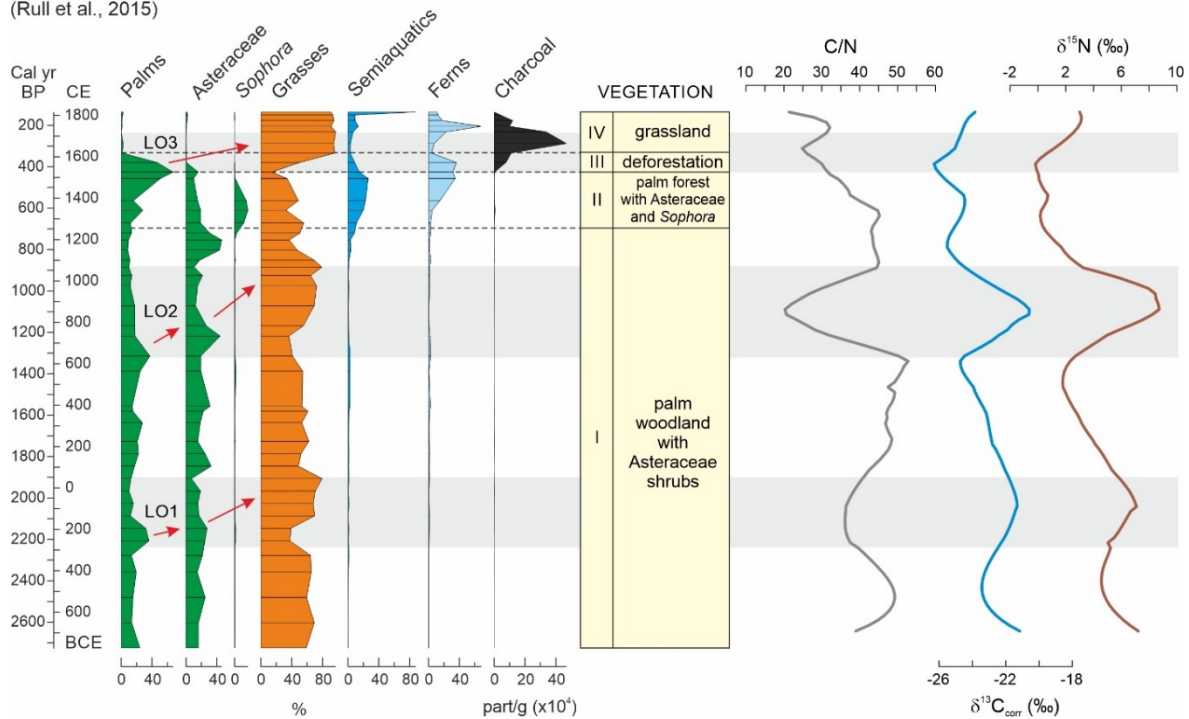 (Rull et al., 2015)
Cal yr
BP CE
Palms
Asteraceae
Sophora
Grasses
Semiaquatics
Ferns
Charcoal
VEGETATION
C/N
10 20 30 40 50 60
δ¹⁵N (‰)
-2 2 6 10
200
400
600
800
1000
1200
1400
1600
1800
2000
2200
2400
2600
1800
1600
1400
1200
1000
800
600
400
200
0
200
400
600
BCE
LO3
LO2
LO1
IV grassland
III deforestation
II palm forest
with Asteraceae
and Sophora
I palm
woodland
with
Asteraceae
shrubs
0 40 0 40 0 0 40 80 0 40 80 0 40 0 20 40
% part/g (x10⁴)
-26 -22 -18
δ¹³Ccorr (‰)